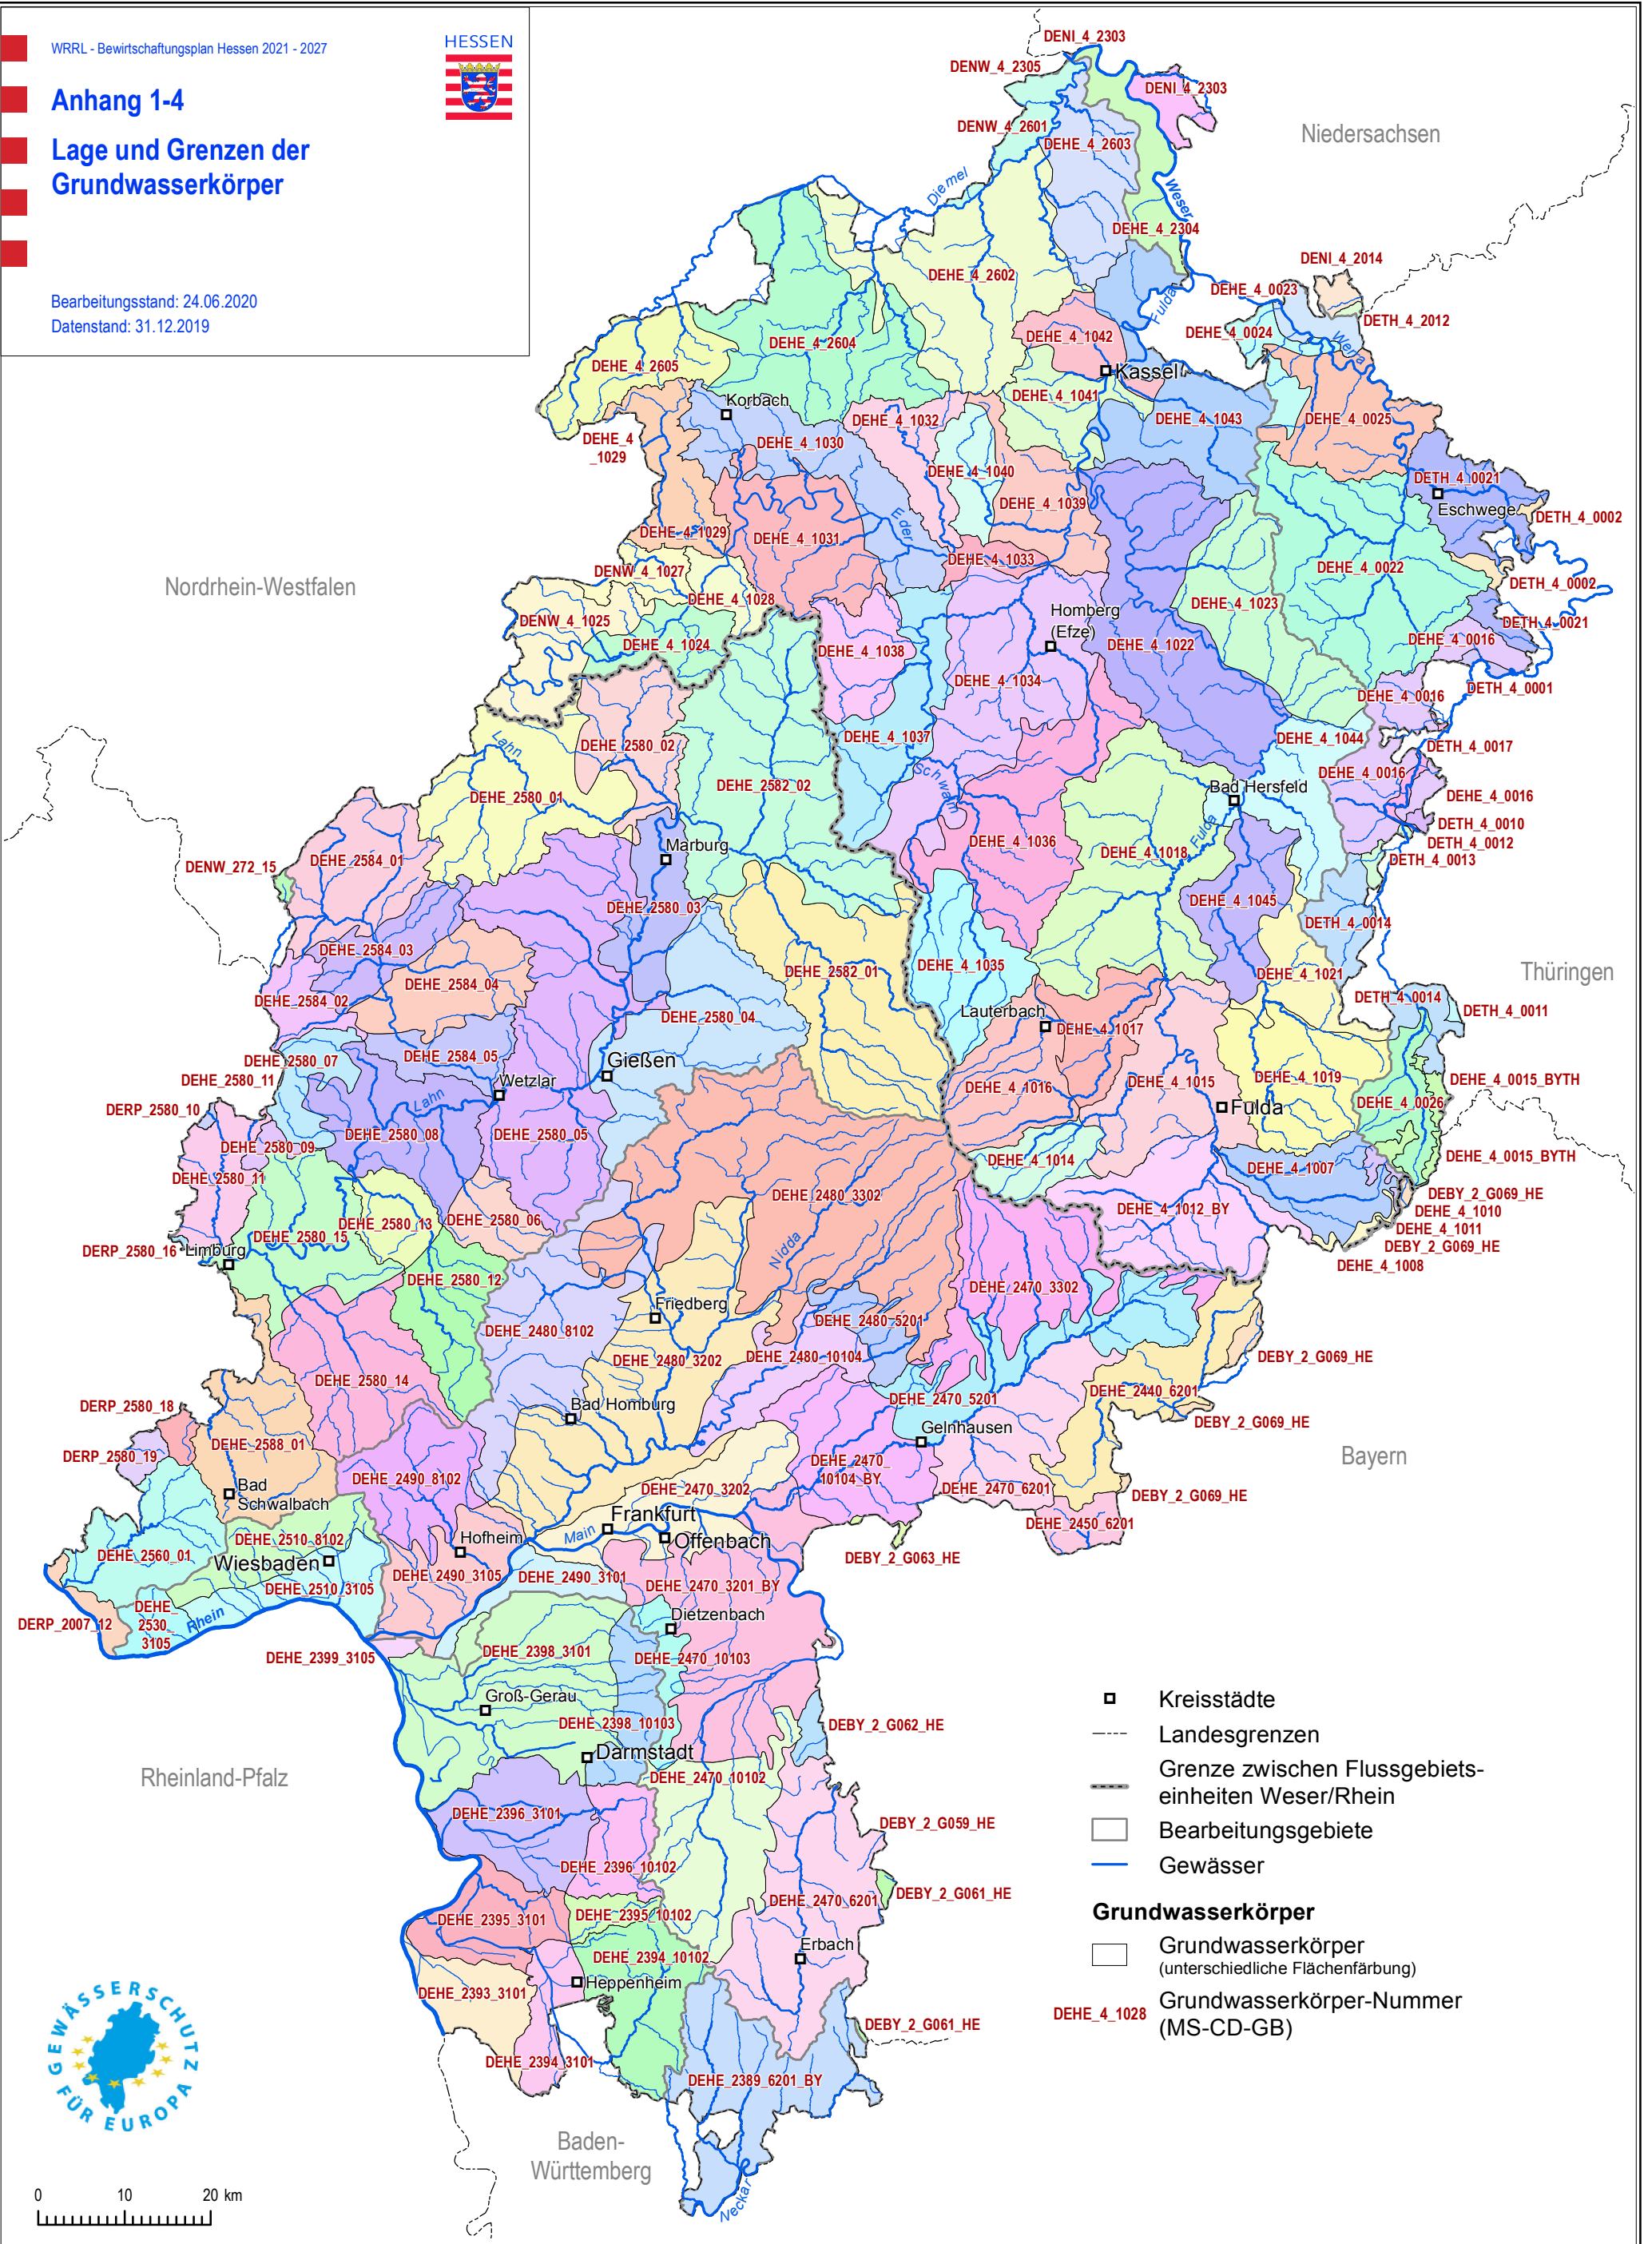 WRRL - Bewirtschaftungsplan Hessen 2021 - 2027
HESSEN
Anhang 1-4
Lage und Grenzen der
Grundwasserkörper
Bearbeitungsstand: 24.06.2020
Datenstand: 31.12.2019
DENI_4_2303
DENW_4_2305
DENI_4_2303
DENW_4_2601
DEHE_4_2603
Niedersachsen
Diemel
Weser
DEHE_4_2304
DENI_4_2014
DEHE_4_2602
DEHE_4_0023
Fulda
DETH_4_2012
DEHE_4_0024
DEHE_4_1042
DEHE_4_2604
Werra
DEHE_4_2605
Kassel
DEHE_4_1041
Korbach
DEHE_4_1032
DEHE_4_1043
DEHE_4_0025
DEHE_4
_1029
DEHE_4_1030
DEHE_4_1040
DETH_4_0021
DEHE_4_1039
Eschwege
DETH_4_0002
Eder
DEHE_4_1029
DEHE_4_1031
DEHE_4_1033
DEHE_4_0022
DENW_4_1027
DETH_4_0002
Nordrhein-Westfalen
DEHE_4_1028
DEHE_4_1023
Homberg
(Efze)
DENW_4_1025
DETH_4_0021
DEHE_4_0016
DEHE_4_1024
DEHE_4_1022
DEHE_4_1038
DEHE_4_1034
DETH_4_0001
DEHE_4_0016
DEHE_4_1037
DEHE_4_1044
Lahn
DEHE_2580_02
DETH_4_0017
Schwalm
DEHE_4_0016
DEHE_2582_02
Bad Hersfeld
DEHE_2580_01
DEHE_4_0016
DETH_4_0010
Fulda
DEHE_4_1036
DETH_4_0012
Marburg
DEHE_4_1018
DETH_4_0013
DEHE_2584_01
DENW_272_15
DEHE_2580_03
DEHE_4_1045
DETH_4_0014
DEHE_2584_03
DEHE_4_1035
DEHE_2582_01
DEHE_4_1021
Thüringen
DEHE_2584_04
DEHE_2584_02
DETH_4_0014
DETH_4_0011
Lauterbach
DEHE_2580_04
DEHE_4_1017
DEHE_2584_05
Gießen
DEHE_2580_07
DEHE_2580_11
Wetzlar
DEHE_4_1015
DEHE_4_1019
DEHE_4_0015_BYTH
DEHE_4_1016
Lahn
DEHE_4_0026
DERP_2580_10
Fulda
DEHE_2580_08
DEHE_2580_05
DEHE_2580_09
DEHE_4_0015_BYTH
DEHE_4_1014
DEHE_4_1007
DEHE_2580_11
DEHE_2480_3302
DEBY_2_G069_HE
DEHE_4_1012_BY
DEHE_4_1010
DEHE_2580_13
DEHE_2580_06
DEHE_4_1011
DEHE_2580_15
Nidda
DEBY_2_G069_HE
DERP_2580_16
Limburg
DEHE_4_1008
DEHE_2580_12
DEHE_2470_3302
Friedberg
DEHE_2480_5201
DEHE_2480_8102
DEHE_2480_3202
DEHE_2480_10104
DEBY_2_G069_HE
DEHE_2580_14
DEHE_2440_6201
DEHE_2470_5201
DERP_2580_18
Bad Homburg
DEBY_2_G069_HE
Gelnhausen
DEHE_2588_01
DERP_2580_19
Bayern
DEHE_2490_8102
DEHE_2470_
10104_BY
Bad
Schwalbach
DEHE_2470_3202
DEHE_2470_6201
DEBY_2_G069_HE
Frankfurt
DEHE_2450_6201
Main
DEHE_2510_8102
Hofheim
Offenbach
DEHE_2560_01
Wiesbaden
DEBY_2_G063_HE
DEHE_2490_3105
DEHE_2490_3101
DEHE_2470_3201_BY
DEHE_2510_3105
DEHE_
2530_
3105
Rhein
Dietzenbach
DERP_2007_12
DEHE_2399_3105
DEHE_2398_3101
DEHE_2470_10103
Groß-Gerau
Kreisstädte
DEHE_2398_10103
DEBY_2_G062_HE
Landesgrenzen
Darmstadt
Grenze zwischen Flussgebiets-
einheiten Weser/Rhein
Rheinland-Pfalz
DEHE_2470_10102
DEHE_2396_3101
DEBY_2_G059_HE
Bearbeitungsgebiete
Gewässer
DEHE_2396_10102
DEBY_2_G061_HE
DEHE_2470_6201
Grundwasserkörper
DEHE_2395_3101
DEHE_2395_10102
Erbach
Grundwasserkörper
(unterschiedliche Flächenfärbung)
DEHE_2394_10102
Heppenheim
DEHE_2393_3101
DEHE_4_1028
Grundwasserkörper-Nummer
(MS-CD-GB)
DEBY_2_G061_HE
DEHE_2394_3101
DEHE_2389_6201_BY
GEWÄSSERSCHUTZ
FÜR EUROPA
Baden-
Württemberg
Neckar
0 10 20 km